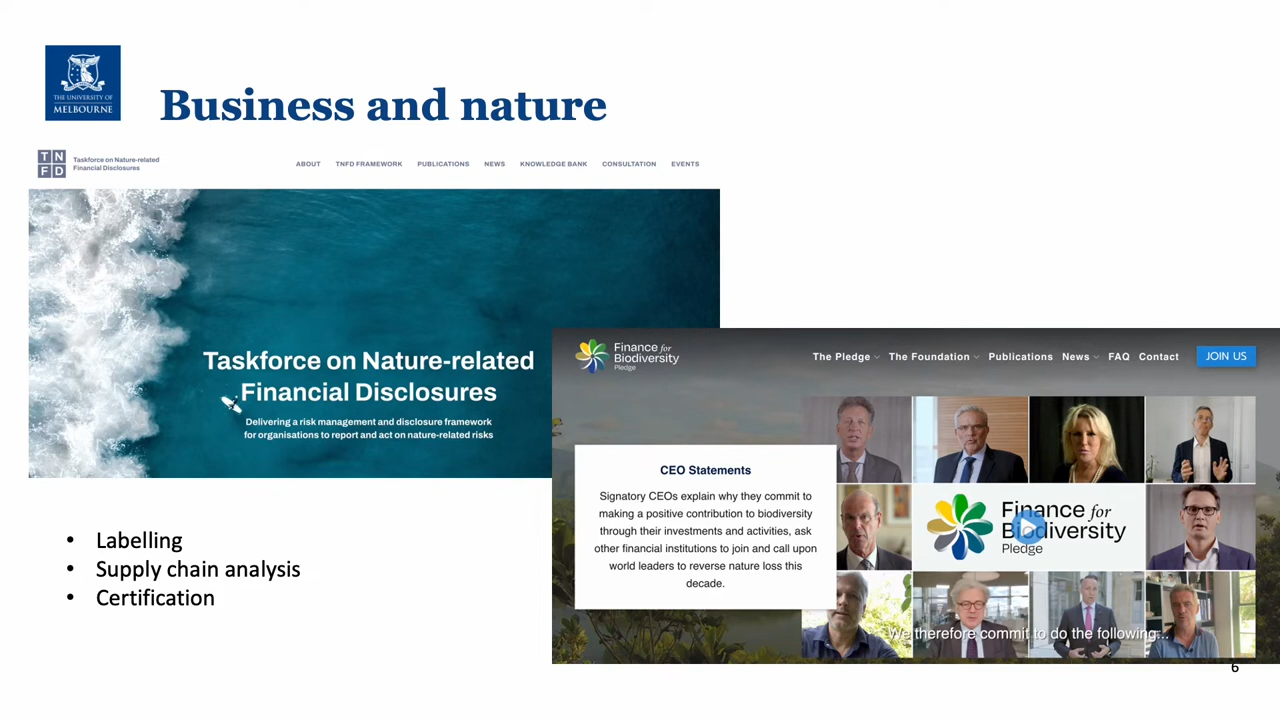 THE UNIVERSITY OF
MELBOURNE
Business and nature
TN
FD
Taskforce on Nature-related
Financial Disclosures
ABOUT TNFD FRAMEWORK PUBLICATIONS NEWS KNOWLEDGE BANK CONSULTATION EVENTS
Taskforce on Nature-related
Financial Disclosures
Delivering a risk management and disclosure framework
for organisations to report and act on nature-related risks
Finance for
Biodiversity
Pledge
The Pledge The Foundation Publications News FAQ Contact JOIN US
CEO Statements
Signatory CEOs explain why they commit to
making a positive contribution to biodiversity
through their investments and activities, ask
other financial institutions to join and call upon
world leaders to reverse nature loss this
decade.
Finance for
Biodiversity
Pledge
We therefore commit to do the following...
• Labelling
• Supply chain analysis
• Certification
6